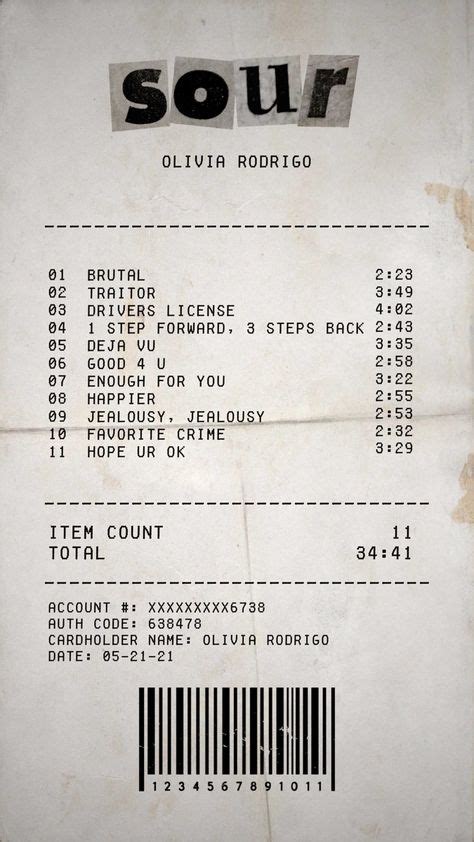 sour
OLIVIA RODRIGO
01 BRUTAL 2:23
02 TRAITOR 3:49
03 DRIVERS LICENSE 4:02
04 1 STEP FORWARD, 3 STEPS BACK 2:43
05 DEJA VU 3:35
06 GOOD 4 U 2:58
07 ENOUGH FOR YOU 3:22
08 HAPPIER 2:55
09 JEALOUSY, JEALOUSY 2:53
10 FAVORITE CRIME 2:32
11 HOPE UR OK 3:29
ITEM COUNT 11
TOTAL 34:41
ACCOUNT #: XXXXXXXXX6738
AUTH CODE: 638478
CARDHOLDER NAME: OLIVIA RODRIGO
DATE: 05-21-21
1234567891011